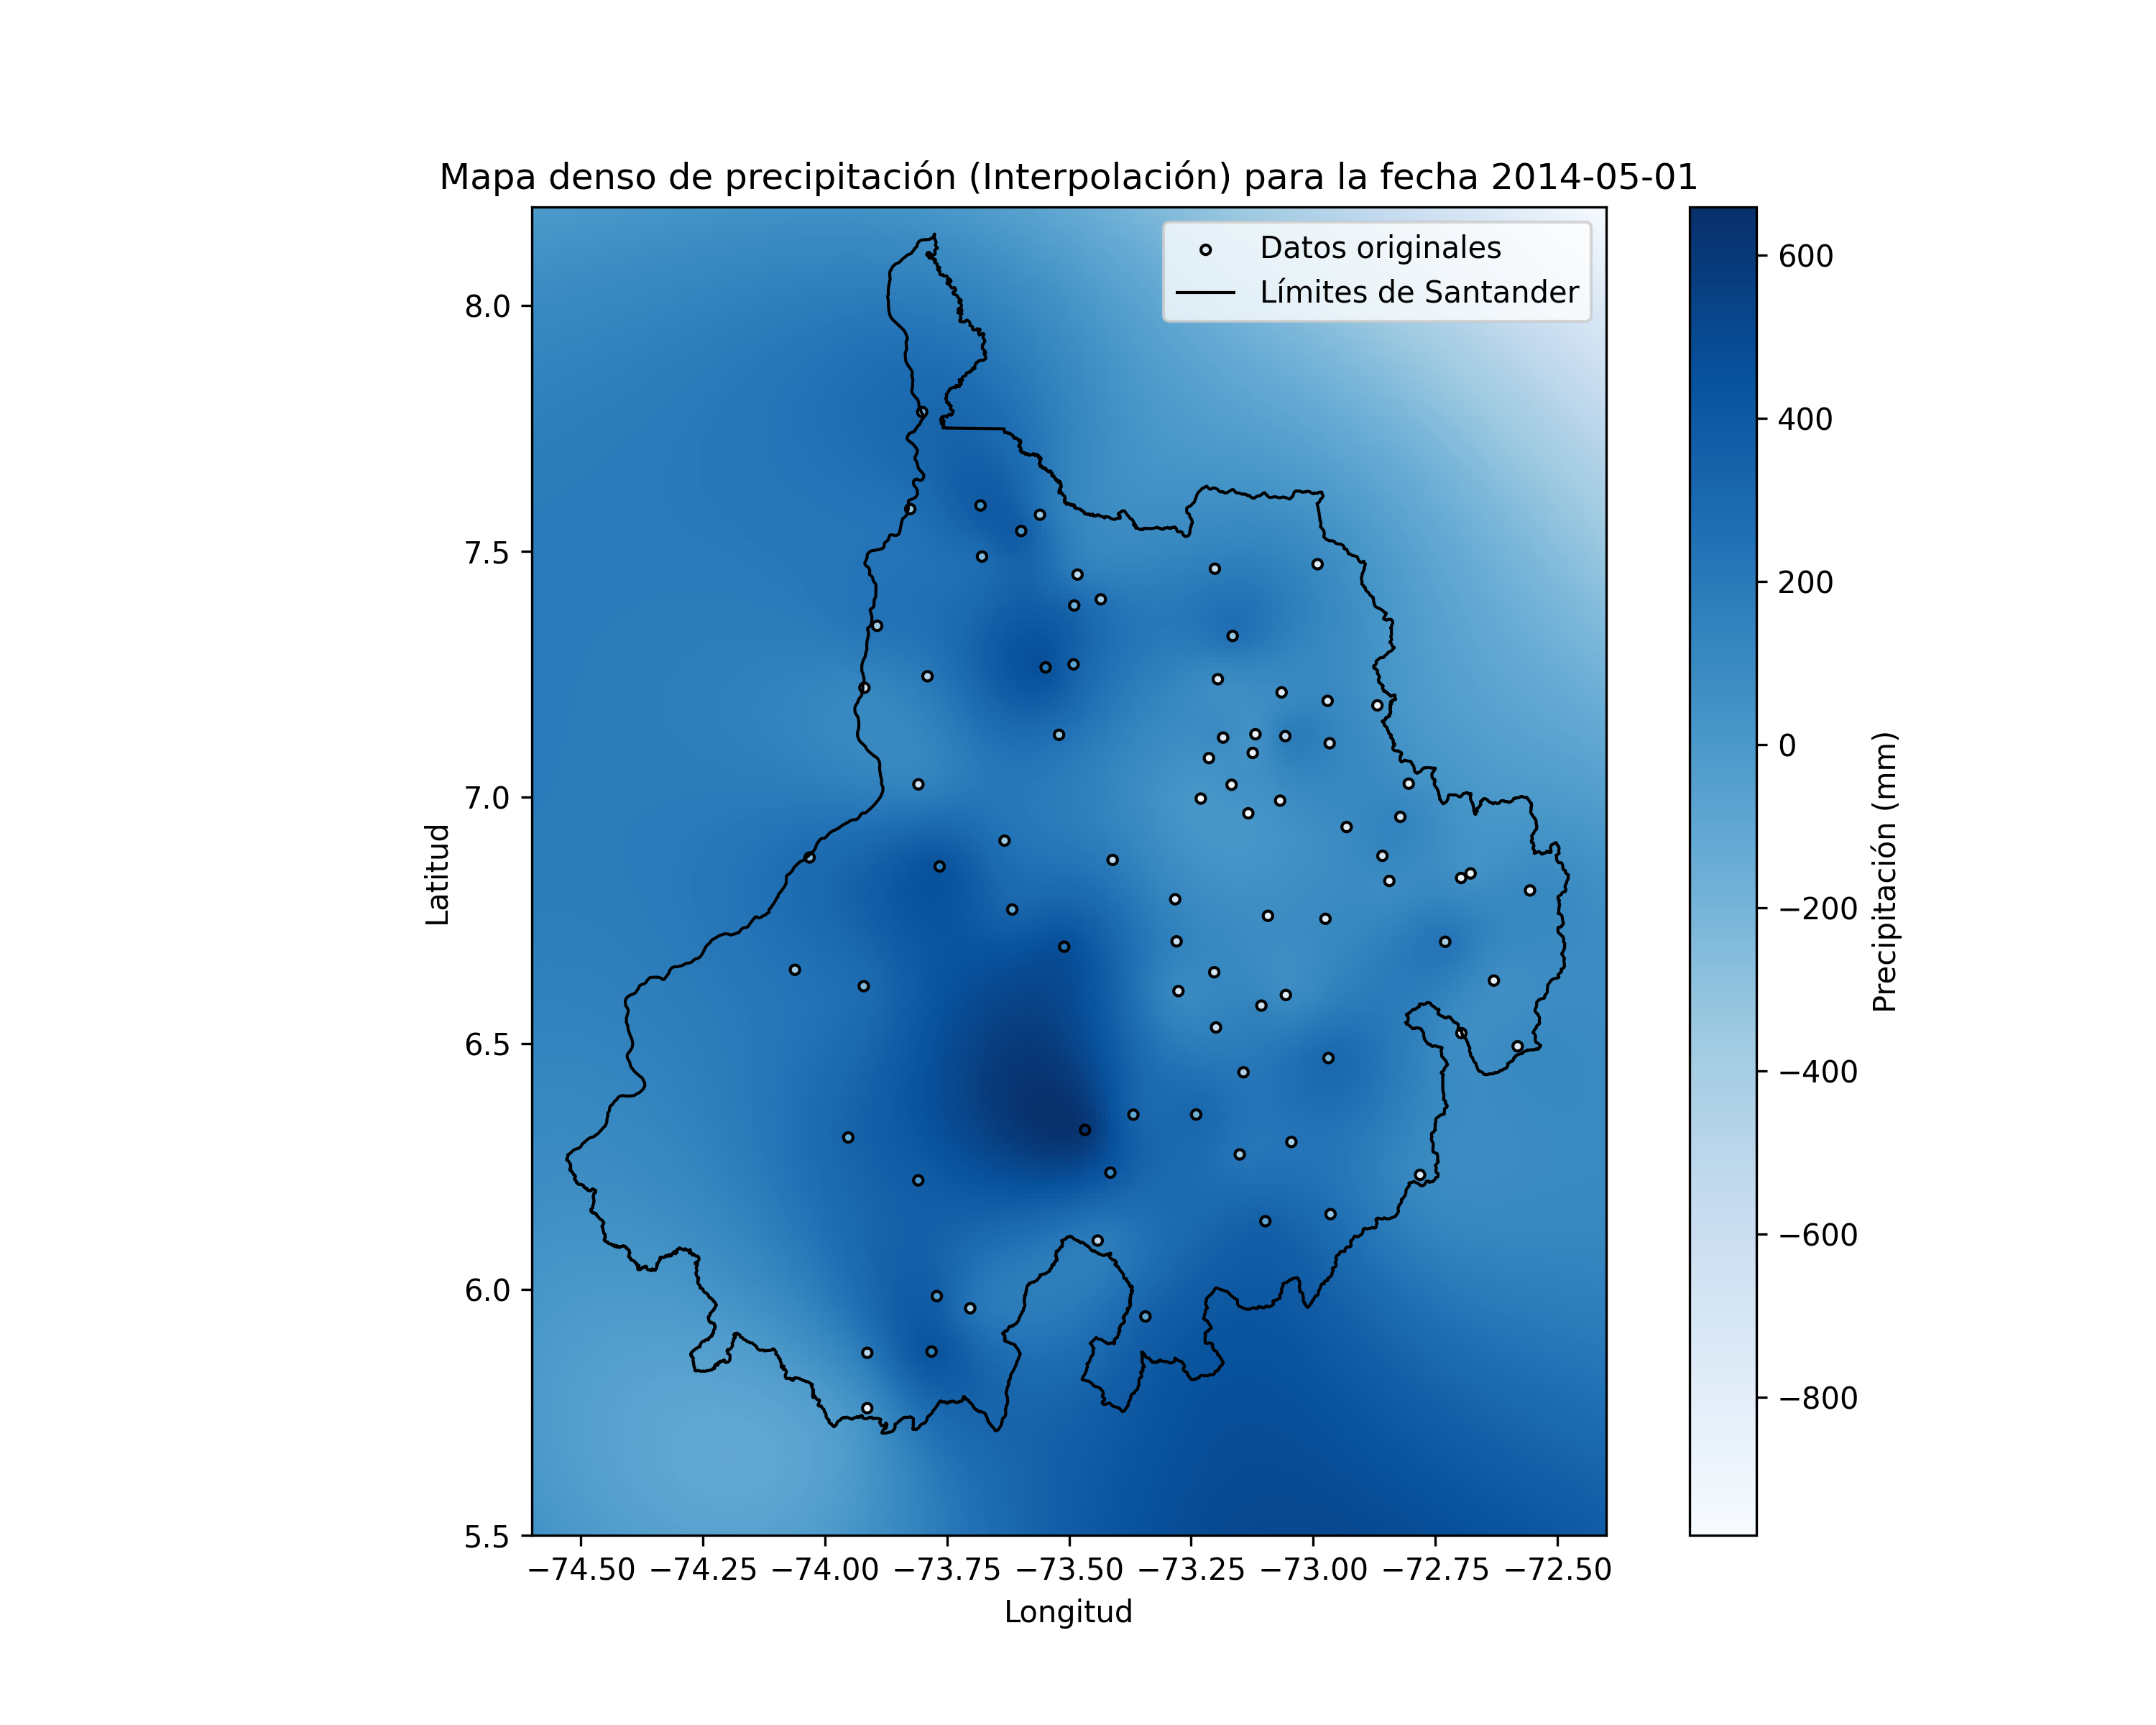 Mapa denso de precipitación (Interpolación) para la fecha 2014-05-01
Datos originales
Límites de Santander
8.0
7.5
7.0
6.5
6.0
5.5
Latitud
−74.50 −74.25 −74.00 −73.75 −73.50 −73.25 −73.00 −72.75 −72.50
Longitud
600
400
200
0
−200
−400
−600
−800
Precipitación (mm)